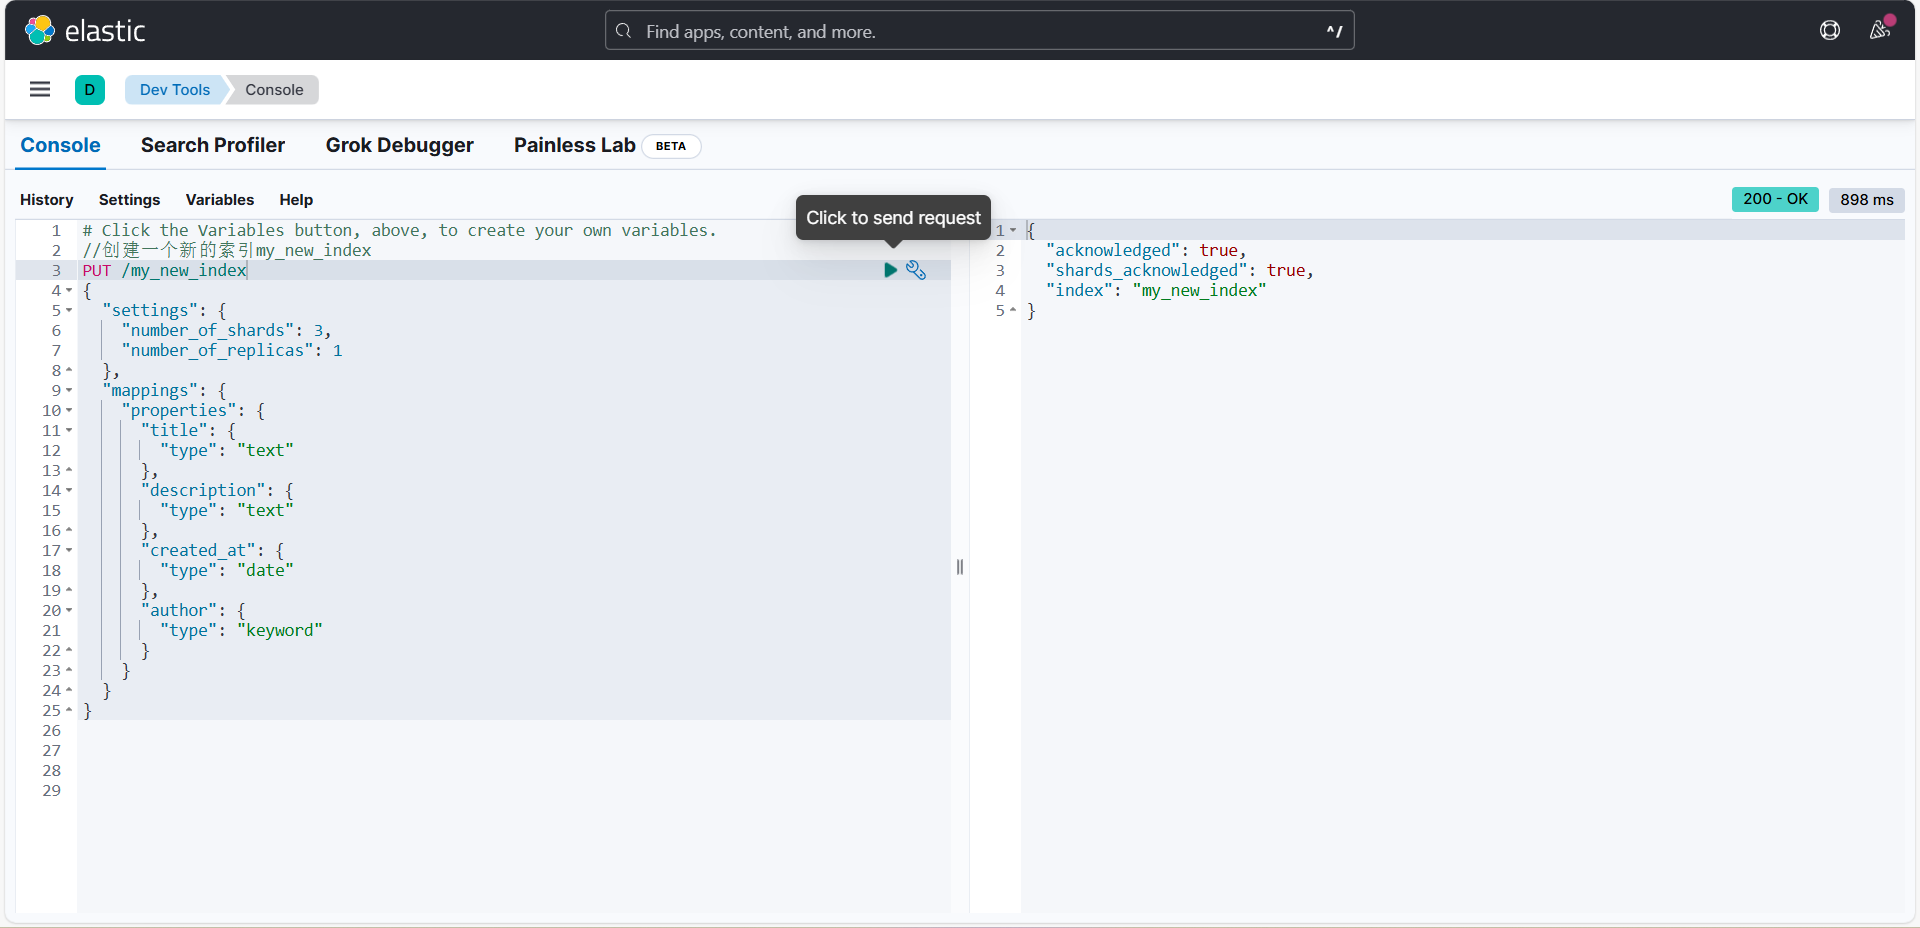 elastic
Find apps, content, and more.
^/
D
Dev Tools
Console
Console
Search Profiler
Grok Debugger
Painless Lab
BETA
History
Settings
Variables
Help
Click to send request
200 - OK
898 ms
1 # Click the Variables button, above, to create your own variables.
2 //创建一个新的索引my_new_index
3 PUT /my_new_index
4 {
5 "settings": {
6 "number_of_shards": 3,
7 "number_of_replicas": 1
8 },
9 "mappings": {
10 "properties": {
11 "title": {
12 "type": "text"
13 },
14 "description": {
15 "type": "text"
16 },
17 "created_at": {
18 "type": "date"
19 },
20 "author": {
21 "type": "keyword"
22 }
23 }
24 }
25 }
26
27
28
29
1 {
2 "acknowledged": true,
3 "shards_acknowledged": true,
4 "index": "my_new_index"
5 }